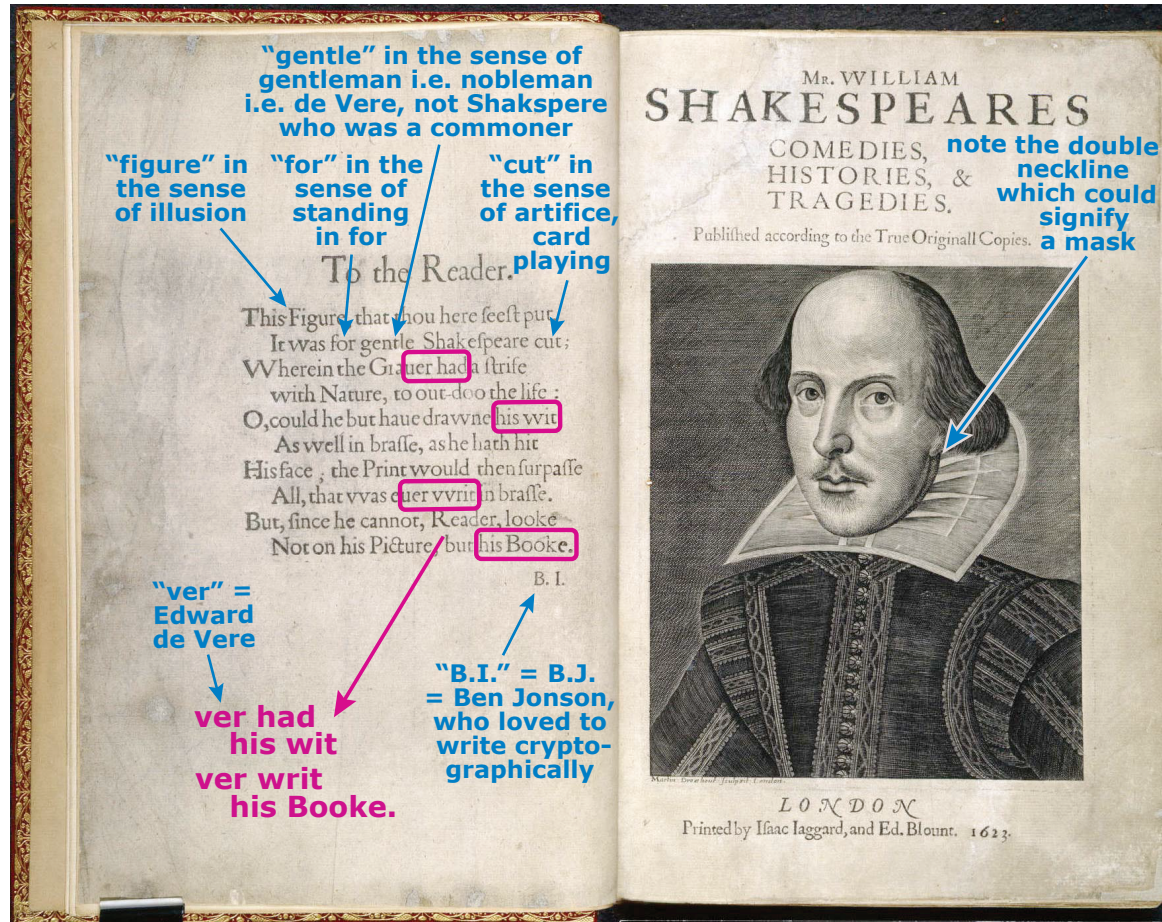 “gentle” in the sense of
gentleman i.e. nobleman
i.e. de Vere, not Shakspere
who was a commoner
“figure” in
the sense
of illusion
“for” in the
sense of
standing
in for
“cut” in
the sense
of artifice,
card
playing
To the Reader.
This Figure, that thou here ſeeſt put,
It was for gentle Shakeſpeare cut;
Wherein the Grauer had a ſtrife
with Nature, to out-doo the life :
O, could he but haue dravvne his vvit
As well in braſſe, as he hath hit
His face ; the Print would then ſurpaſſe
All, that vvas euer vvrit in braſſe.
But, ſince he cannot, Reader, looke
Not on his Picture, but his Booke.
B. I.
“ver” =
Edward
de Vere
ver had
his wit
ver writ
his Booke.
“B.I.” = B.J.
= Ben Jonson,
who loved to
write crypto-
graphically
MR. VVILLIAM
SHAKESPEARES
COMEDIES,
HISTORIES, &
TRAGEDIES.
Publiſhed according to the True Originall Copies.
note the double
neckline
which could
signify
a mask
Martin Droeshout ſculpsit London
LONDON
Printed by Iſaac Iaggard, and Ed. Blount. 1623.